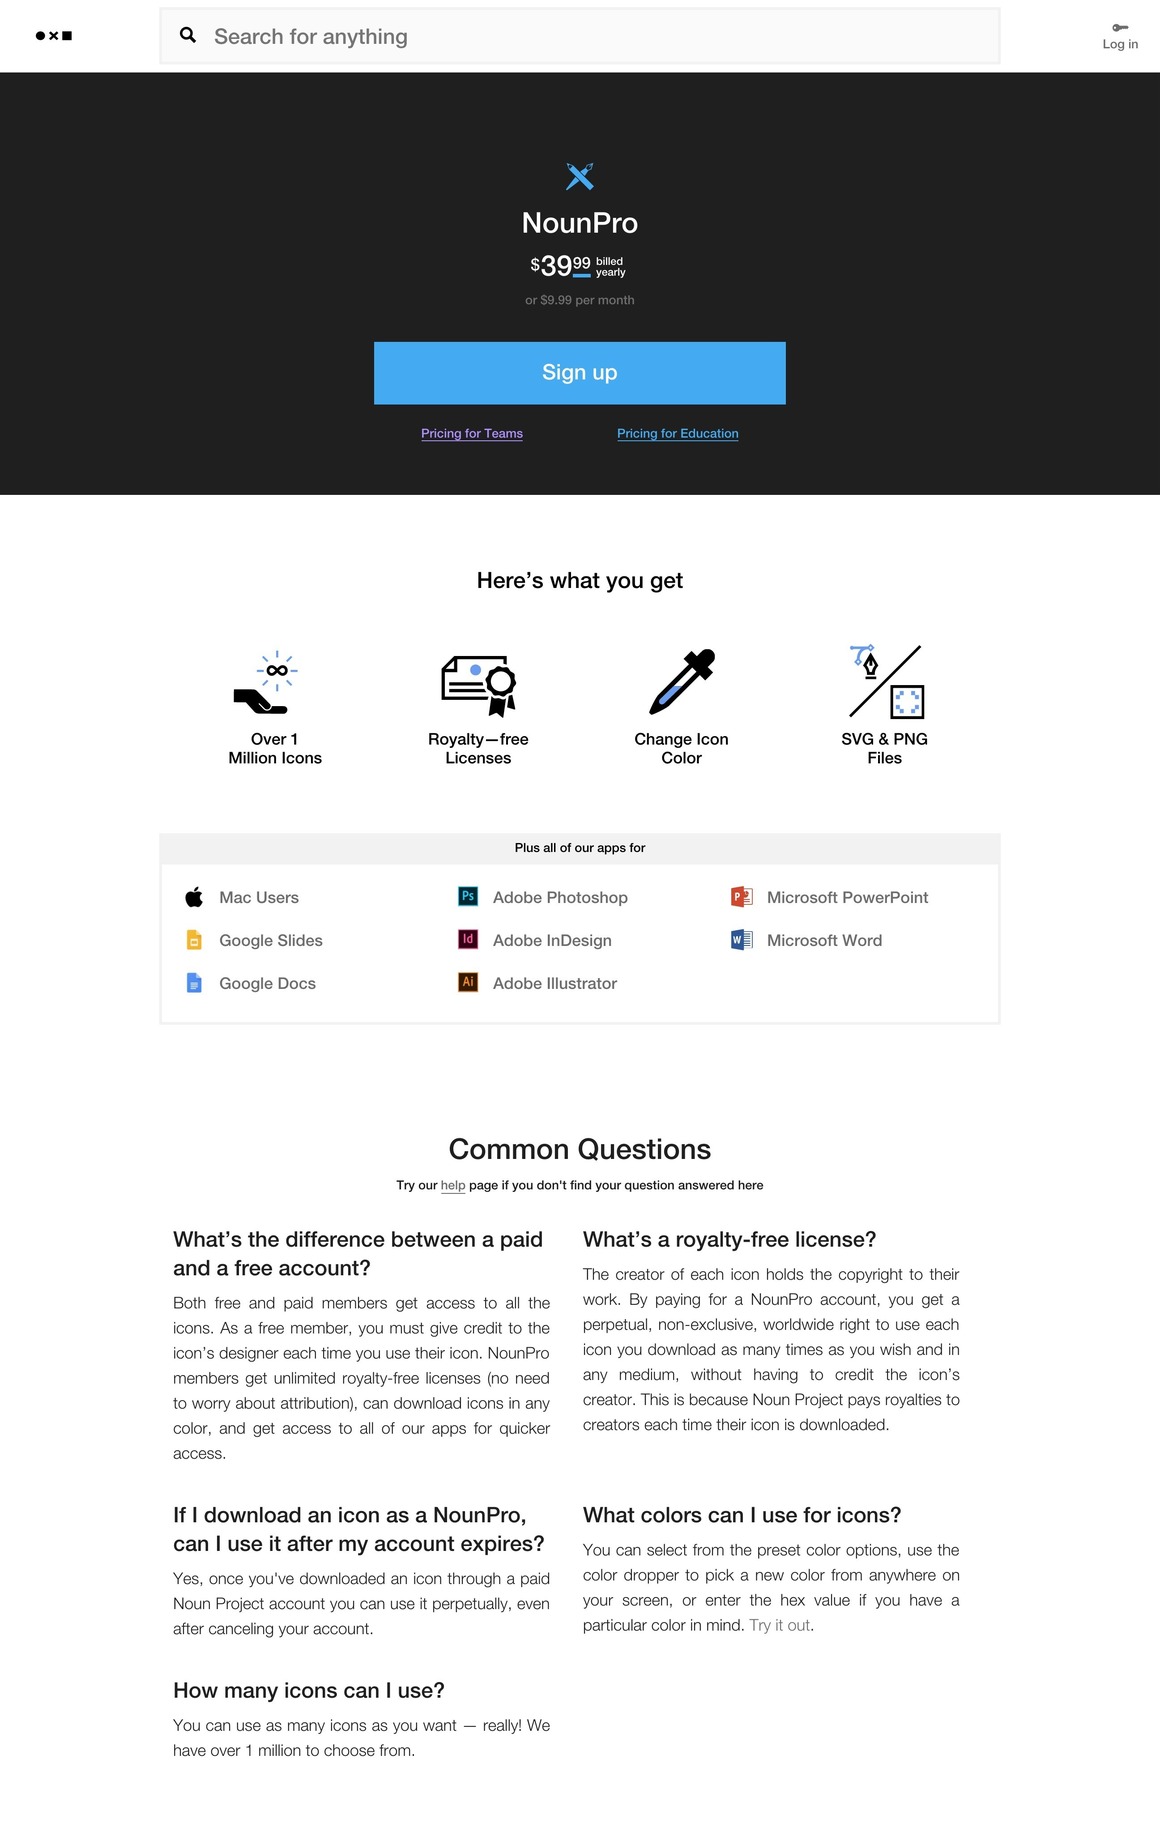 Search for anything
Log in
NounPro
$39 99 billed
yearly
or $9.99 per month
Sign up
Pricing for Teams
Pricing for Education
Here’s what you get
Over 1
Million Icons
Royalty—free
Licenses
Change Icon
Color
SVG & PNG
Files
Plus all of our apps for
Mac Users
Ps Adobe Photoshop
P Microsoft PowerPoint
Google Slides
Id Adobe InDesign
W Microsoft Word
Google Docs
Ai Adobe Illustrator
Common Questions
Try our help page if you don't find your question answered here
What’s the difference between a paid
and a free account?
Both free and paid members get access to all the
icons. As a free member, you must give credit to the
icon’s designer each time you use their icon. NounPro
members get unlimited royalty-free licenses (no need
to worry about attribution), can download icons in any
color, and get access to all of our apps for quicker
access.
What’s a royalty-free license?
The creator of each icon holds the copyright to their
work. By paying for a NounPro account, you get a
perpetual, non-exclusive, worldwide right to use each
icon you download as many times as you wish and in
any medium, without having to credit the icon’s
creator. This is because Noun Project pays royalties to
creators each time their icon is downloaded.
If I download an icon as a NounPro,
can I use it after my account expires?
Yes, once you've downloaded an icon through a paid
Noun Project account you can use it perpetually, even
after canceling your account.
What colors can I use for icons?
You can select from the preset color options, use the
color dropper to pick a new color from anywhere on
your screen, or enter the hex value if you have a
particular color in mind. Try it out.
How many icons can I use?
You can use as many icons as you want — really! We
have over 1 million to choose from.